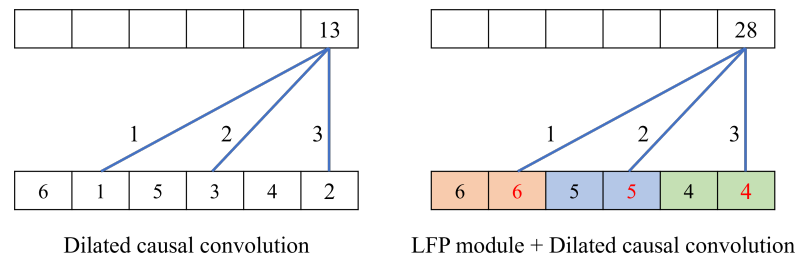 13
28
1 2 3
1 2 3
6 1 5 3 4 2
6 6 5 5 4 4
Dilated causal convolution
LFP module + Dilated causal convolution